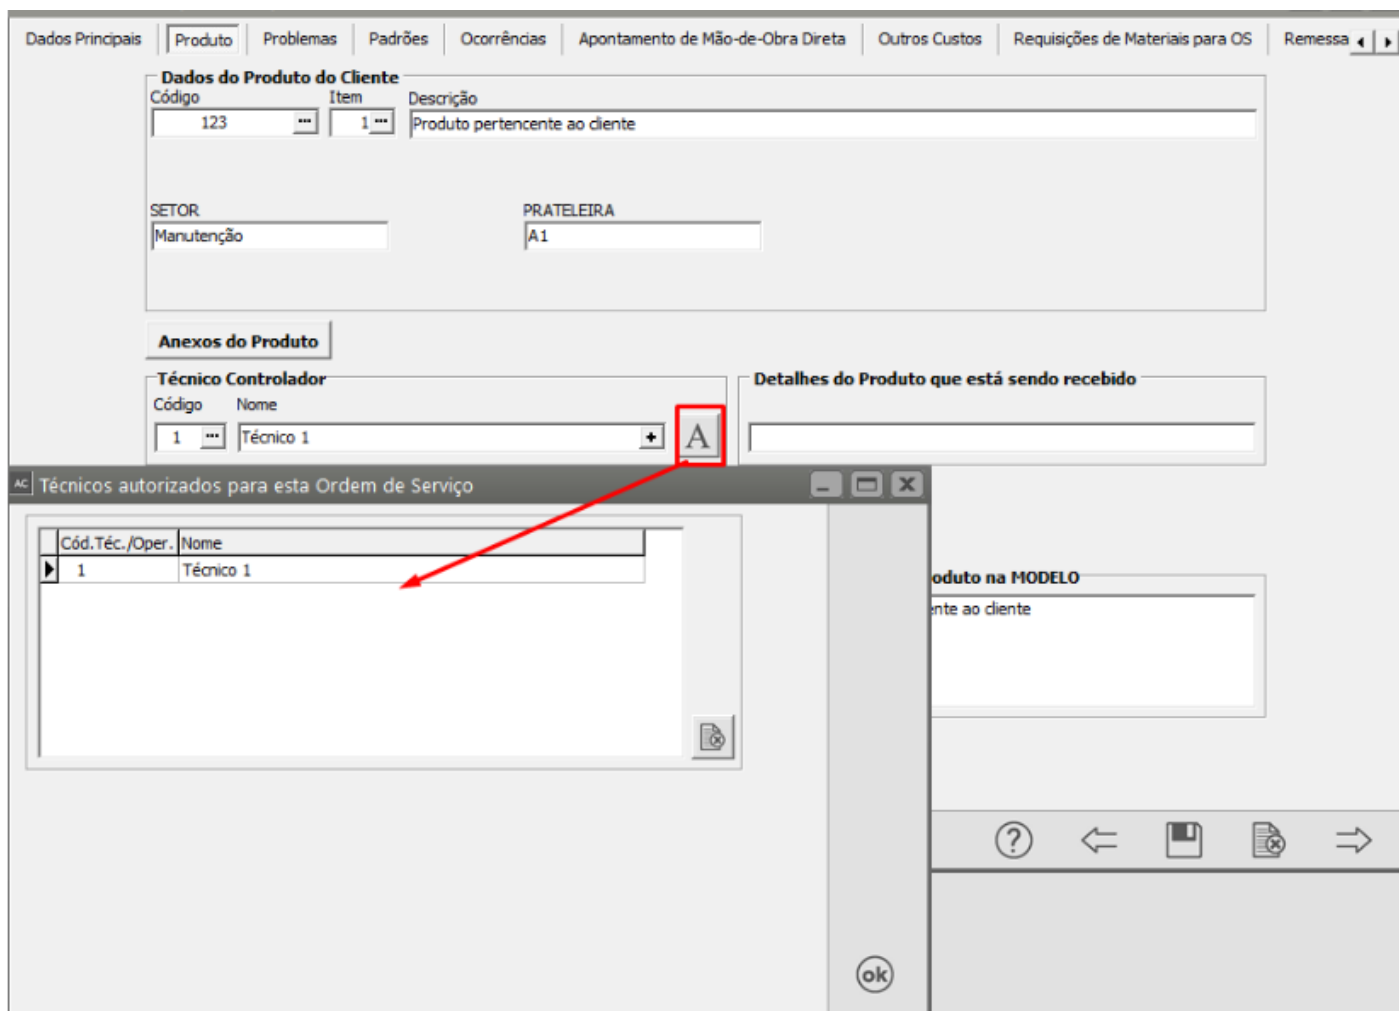 Dados Principais Produto Problemas Padrões Ocorrências Apontamento de Mão-de-Obra Direta Outros Custos Requisições de Materiais para OS Remessa
Dados do Produto do Cliente
Código Item Descrição
123 ... 1 ... Produto pertencente ao cliente
SETOR PRATELEIRA
Manutenção A1
Anexos do Produto
Técnico Controlador Detalhes do Produto que está sendo recebido
Código Nome
1 ... Técnico 1 + A
AC Técnicos autorizados para esta Ordem de Serviço
Cód.Téc./Oper. Nome
1 Técnico 1
oduto na MODELO
ente ao cliente
?
ok